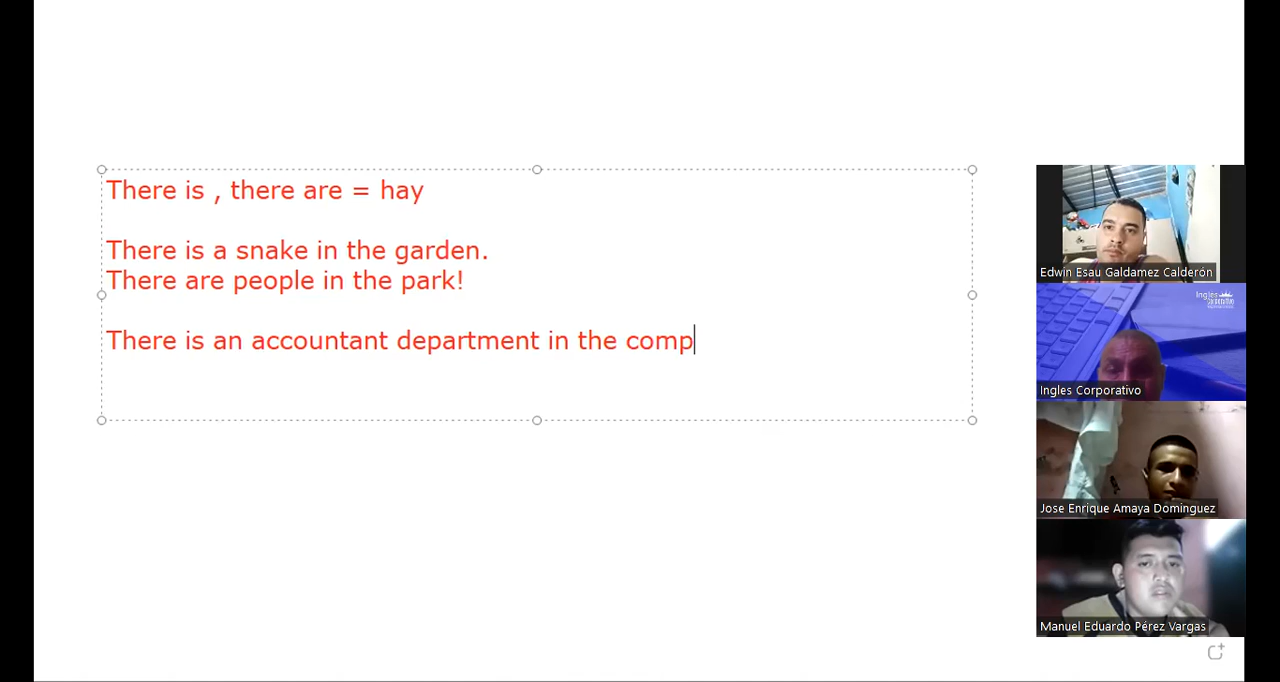 There is , there are = hay
There is a snake in the garden.
There are people in the park!
There is an accountant department in the comp
Edwin Esau Galdamez Calderón
Ingles
Ingles Corporativo
Jose Enrique Amaya Dominguez
Manuel Eduardo Pérez Vargas